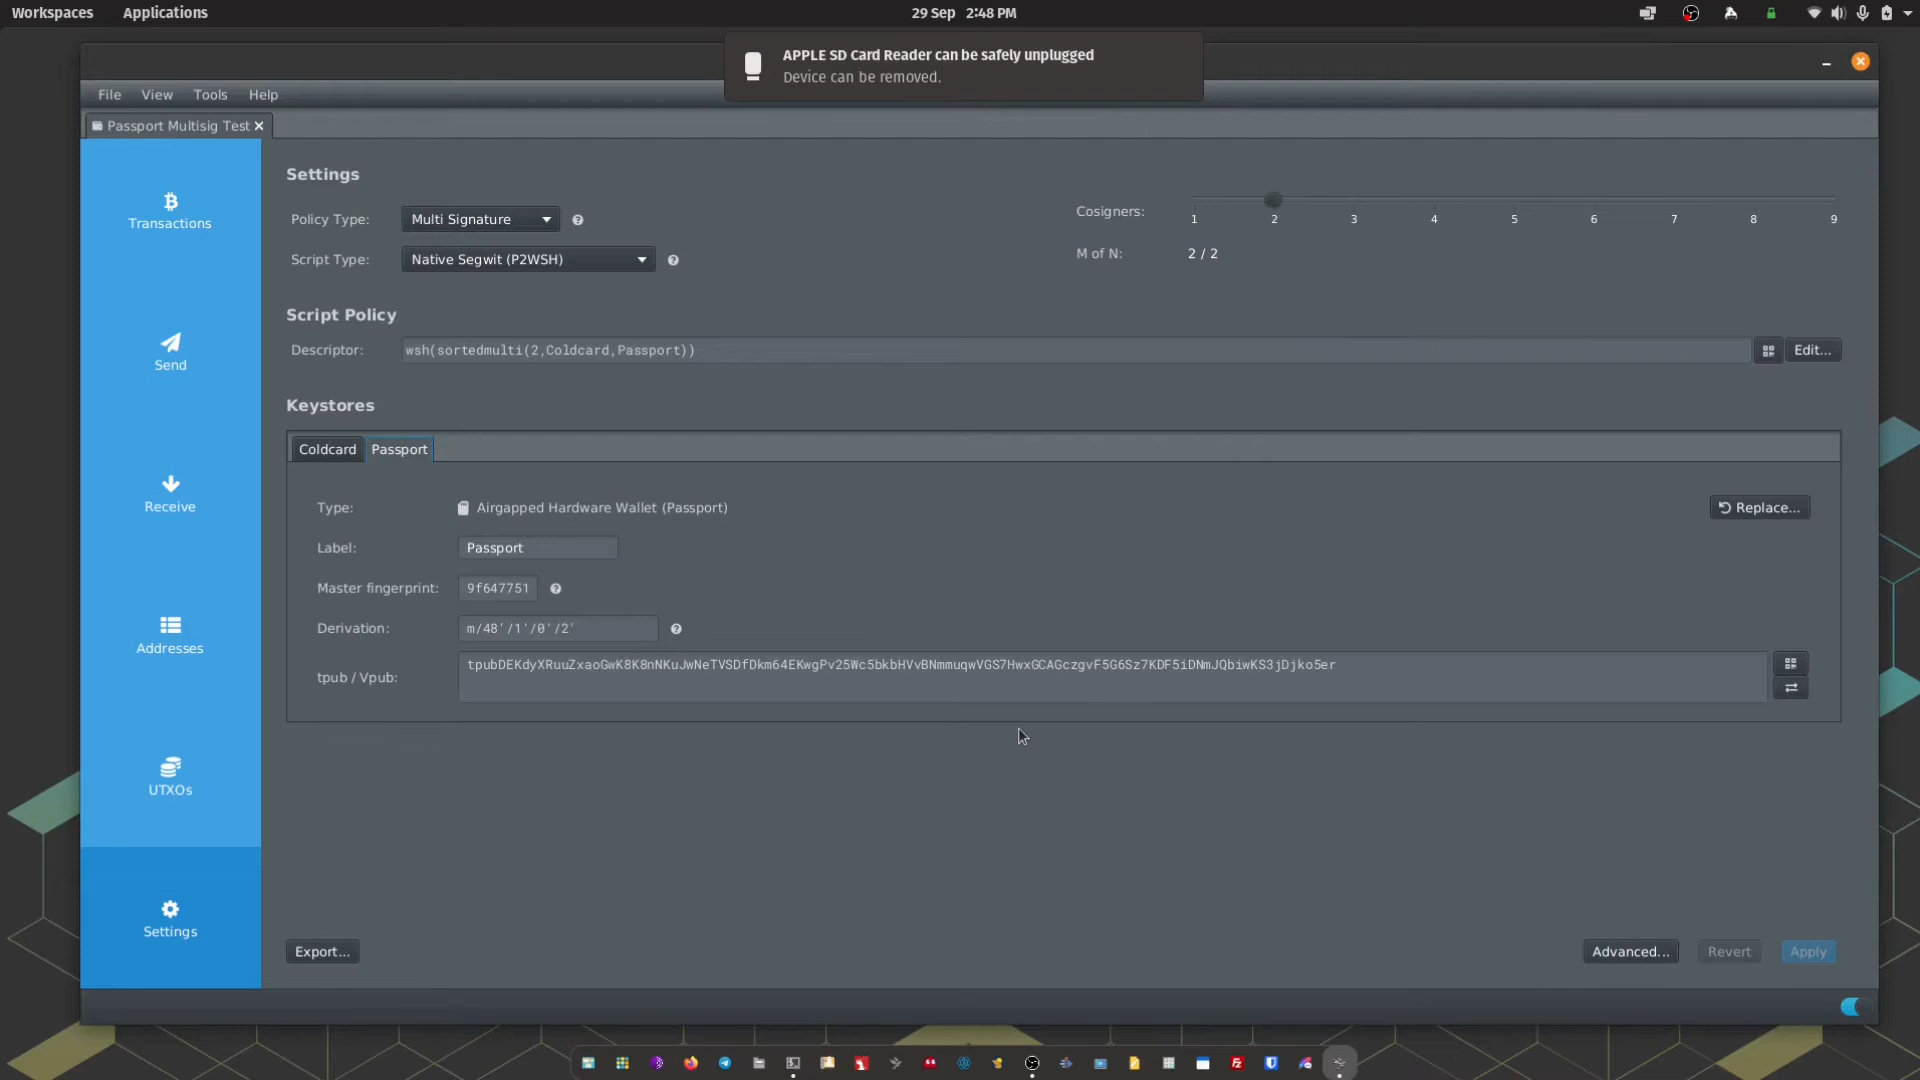 Workspaces Applications 29 Sep 2:48 PM
APPLE SD Card Reader can be safely unplugged
Device can be removed.
File View Tools Help
Passport Multisig Test
Transactions
Send
Receive
Addresses
UTXOs
Settings
Settings
Policy Type: Multi Signature
Script Type: Native Segwit (P2WSH)
Cosigners: 1 2 3 4 5 6 7 8 9
M of N: 2 / 2
Script Policy
Descriptor: wsh(sortedmulti(2,Coldcard,Passport)) Edit...
Keystores
Coldcard Passport
Type: Airgapped Hardware Wallet (Passport) Replace...
Label: Passport
Master fingerprint: 9f647751
Derivation: m/48'/1'/0'/2'
tpub / Vpub: tpubDEKdyXRuuZxaoGwK8K8nNKuJwNeTVSDfDkm64EKwgPv25Wc5bkbHVvBNmmuqwVGS7HwxGCAGczgvF5G6Sz7KDF5iDNmJQbiwKS3jDjko5er
Export... Advanced... Revert Apply